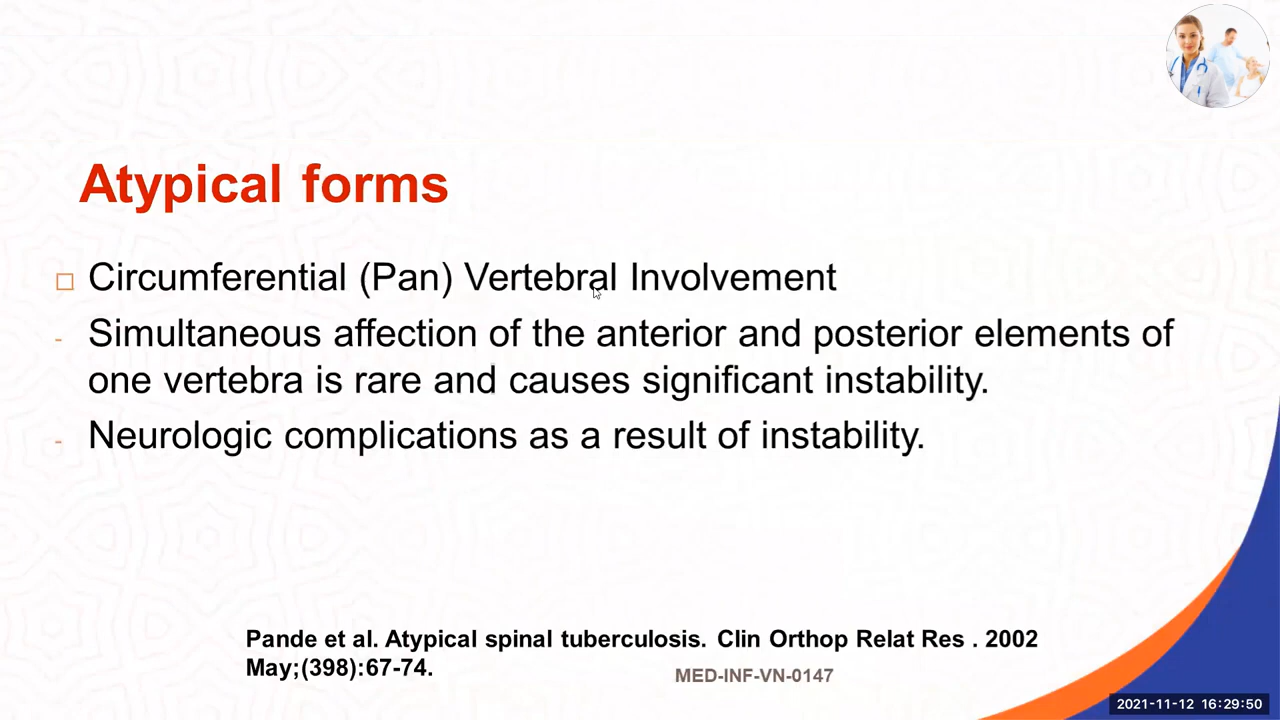 Atypical forms
Circumferential (Pan) Vertebral Involvement
- Simultaneous affection of the anterior and posterior elements of
one vertebra is rare and causes significant instability.
- Neurologic complications as a result of instability.
Pande et al. Atypical spinal tuberculosis. Clin Orthop Relat Res . 2002
May;(398):67-74.
MED-INF-VN-0147
2021-11-12 16:29:50